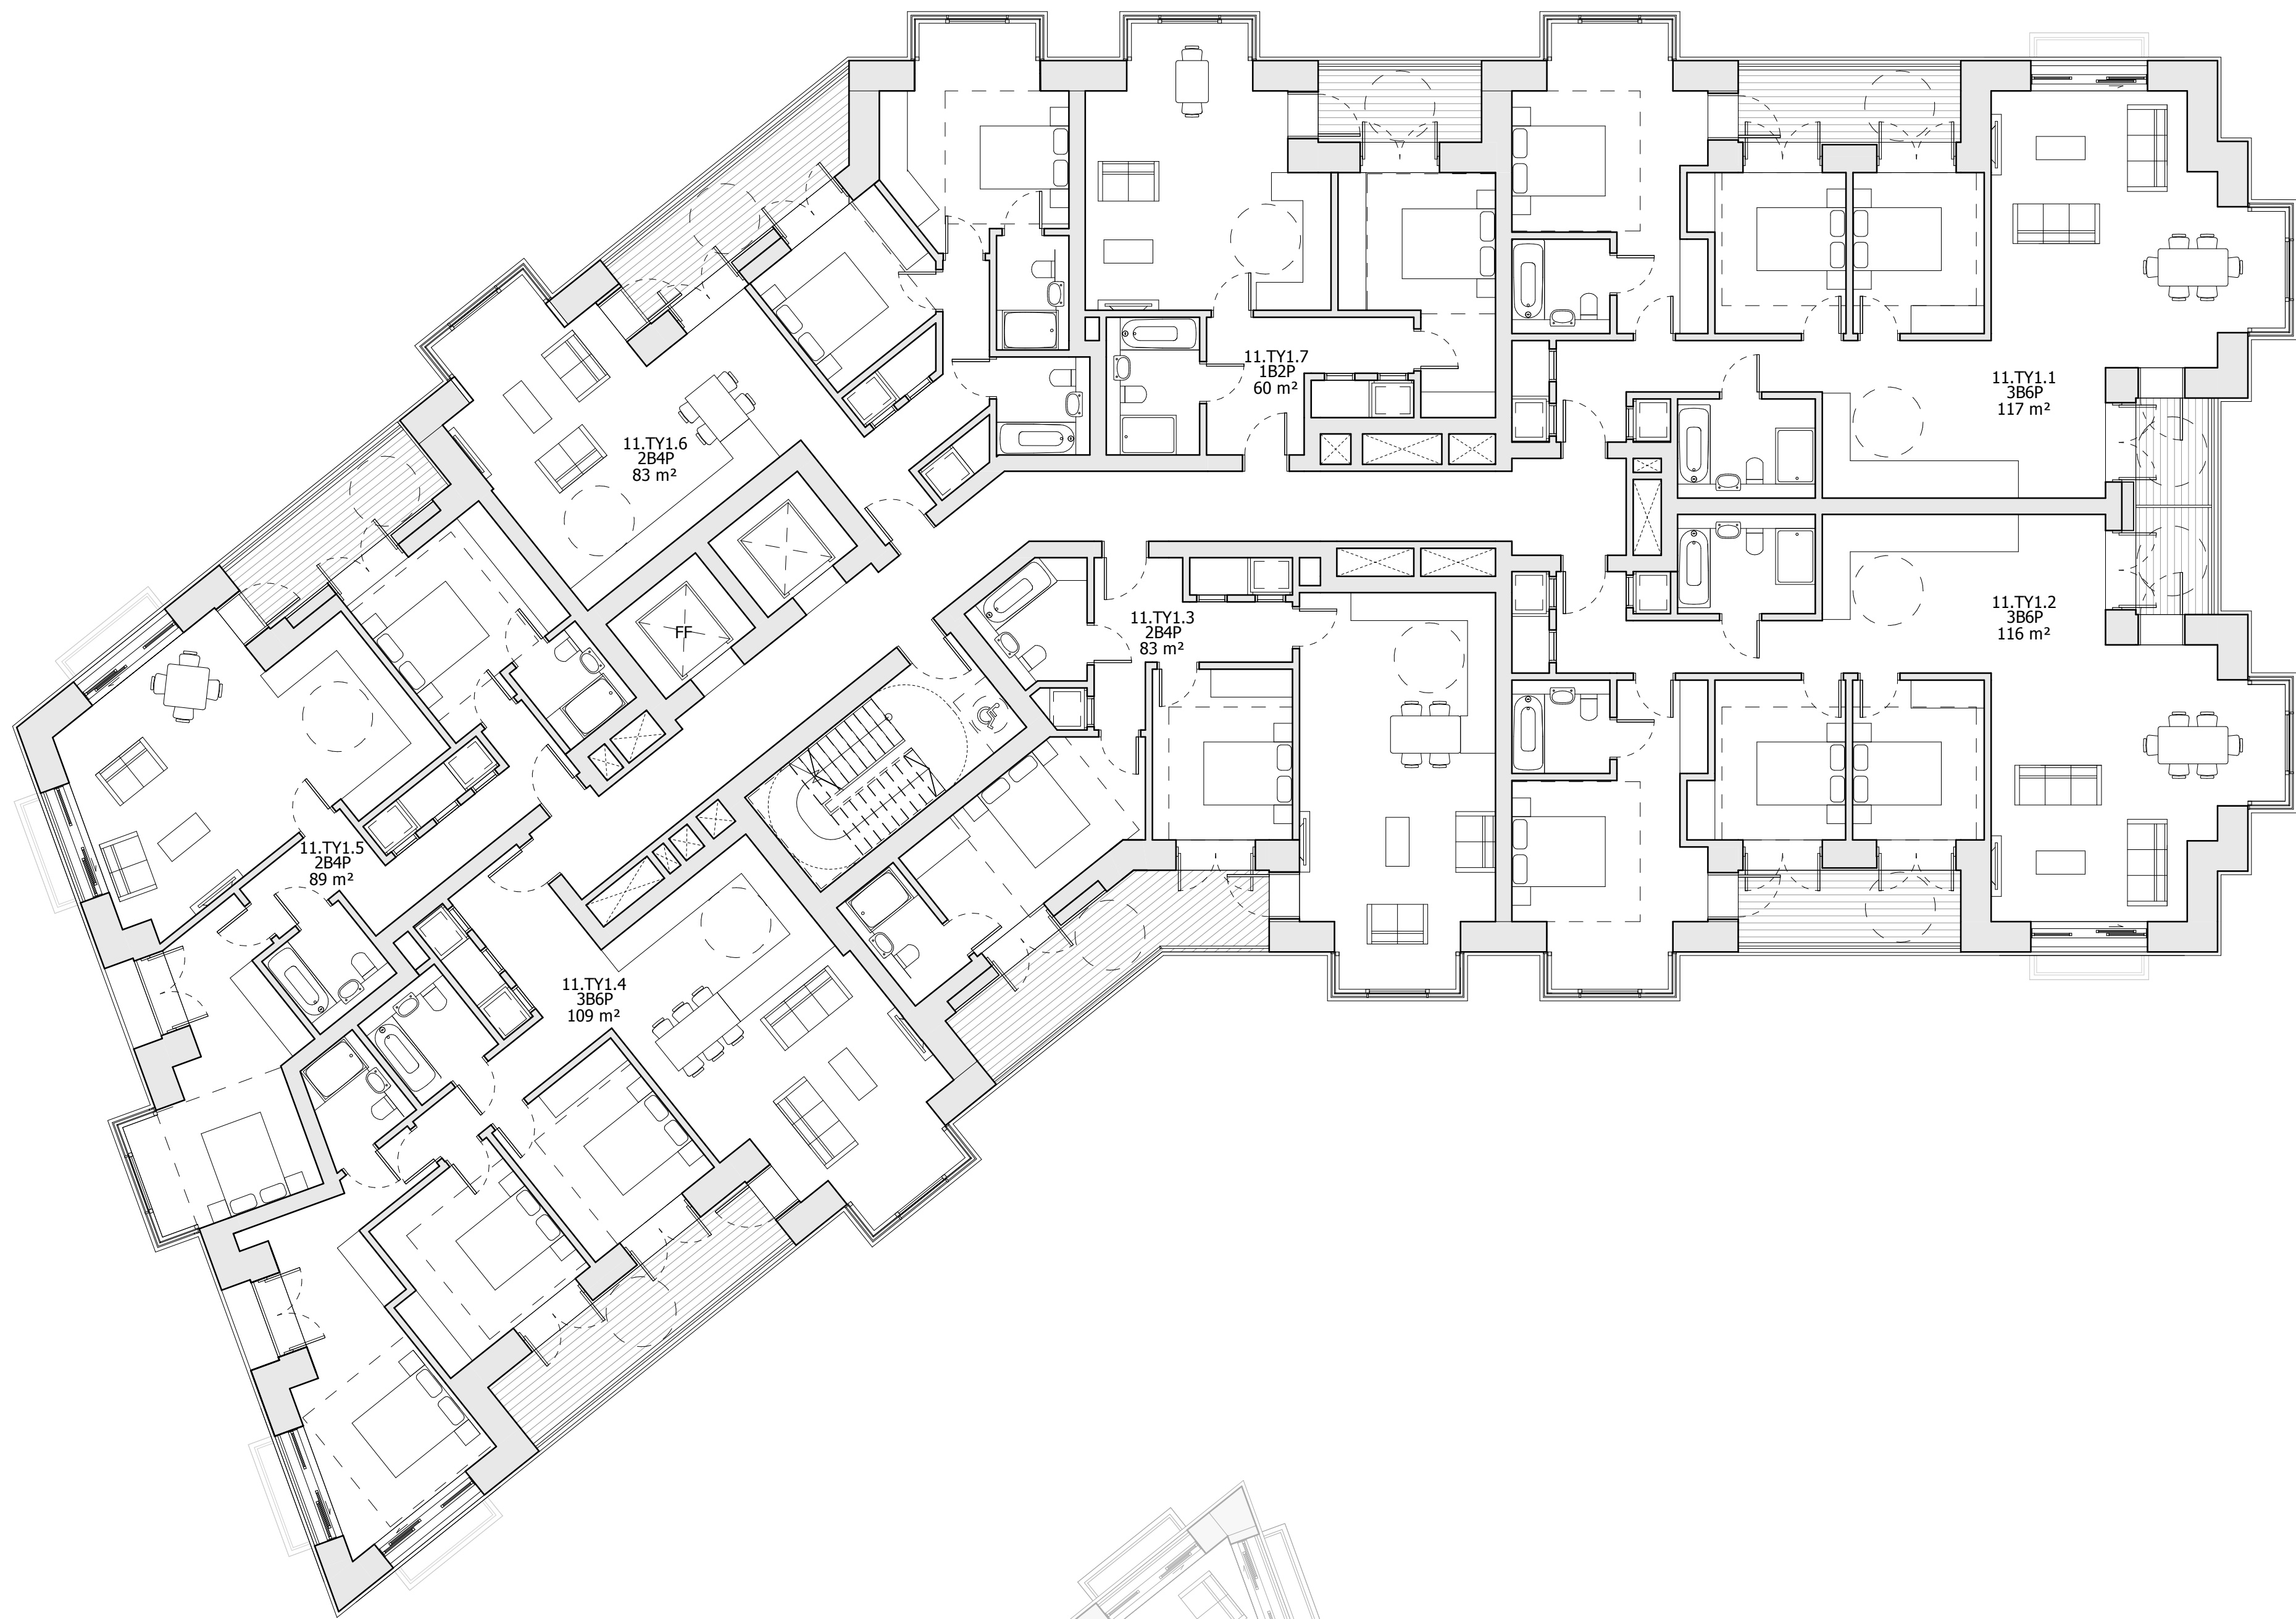 11.TY1.7
1B2P
60 m²
11.TY1.1
3B6P
117 m²
11.TY1.6
2B4P
83 m²
11.TY1.2
3B6P
116 m²
11.TY1.3
2B4P
83 m²
FF
11.TY1.5
2B4P
89 m²
11.TY1.4
3B6P
109 m²